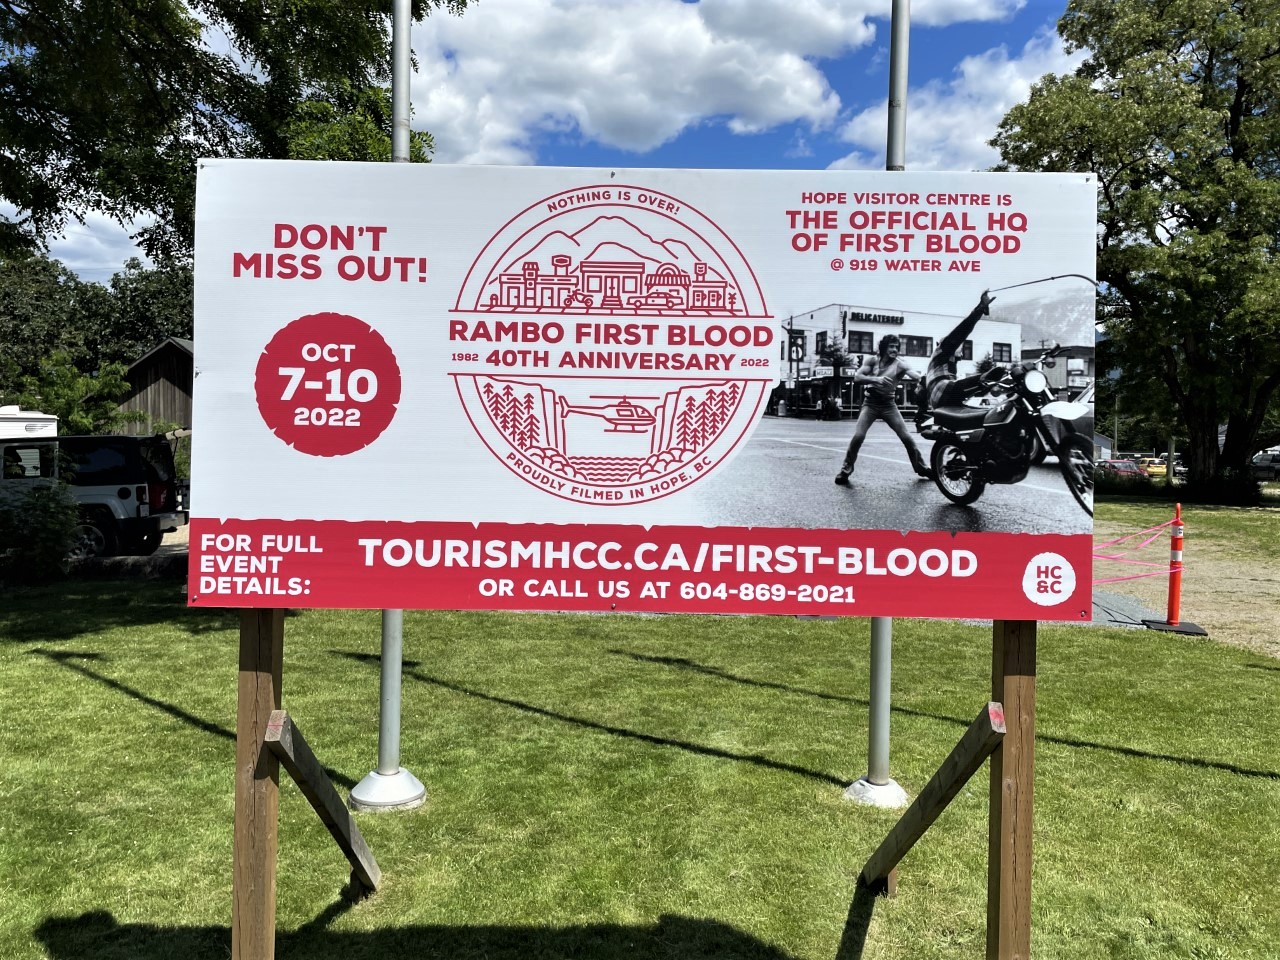 DON'T
MISS OUT!
OCT
7-10
2022
NOTHING IS OVER!
RAMBO FIRST BLOOD
1982 40TH ANNIVERSARY 2022
PROUDLY FILMED IN HOPE, BC
HOPE VISITOR CENTRE IS
THE OFFICIAL HQ
OF FIRST BLOOD
@ 919 WATER AVE
DELICATESSEN
FOR FULL
EVENT
DETAILS:
TOURISMHCC.CA/FIRST-BLOOD
OR CALL US AT 604-869-2021
HC
&C